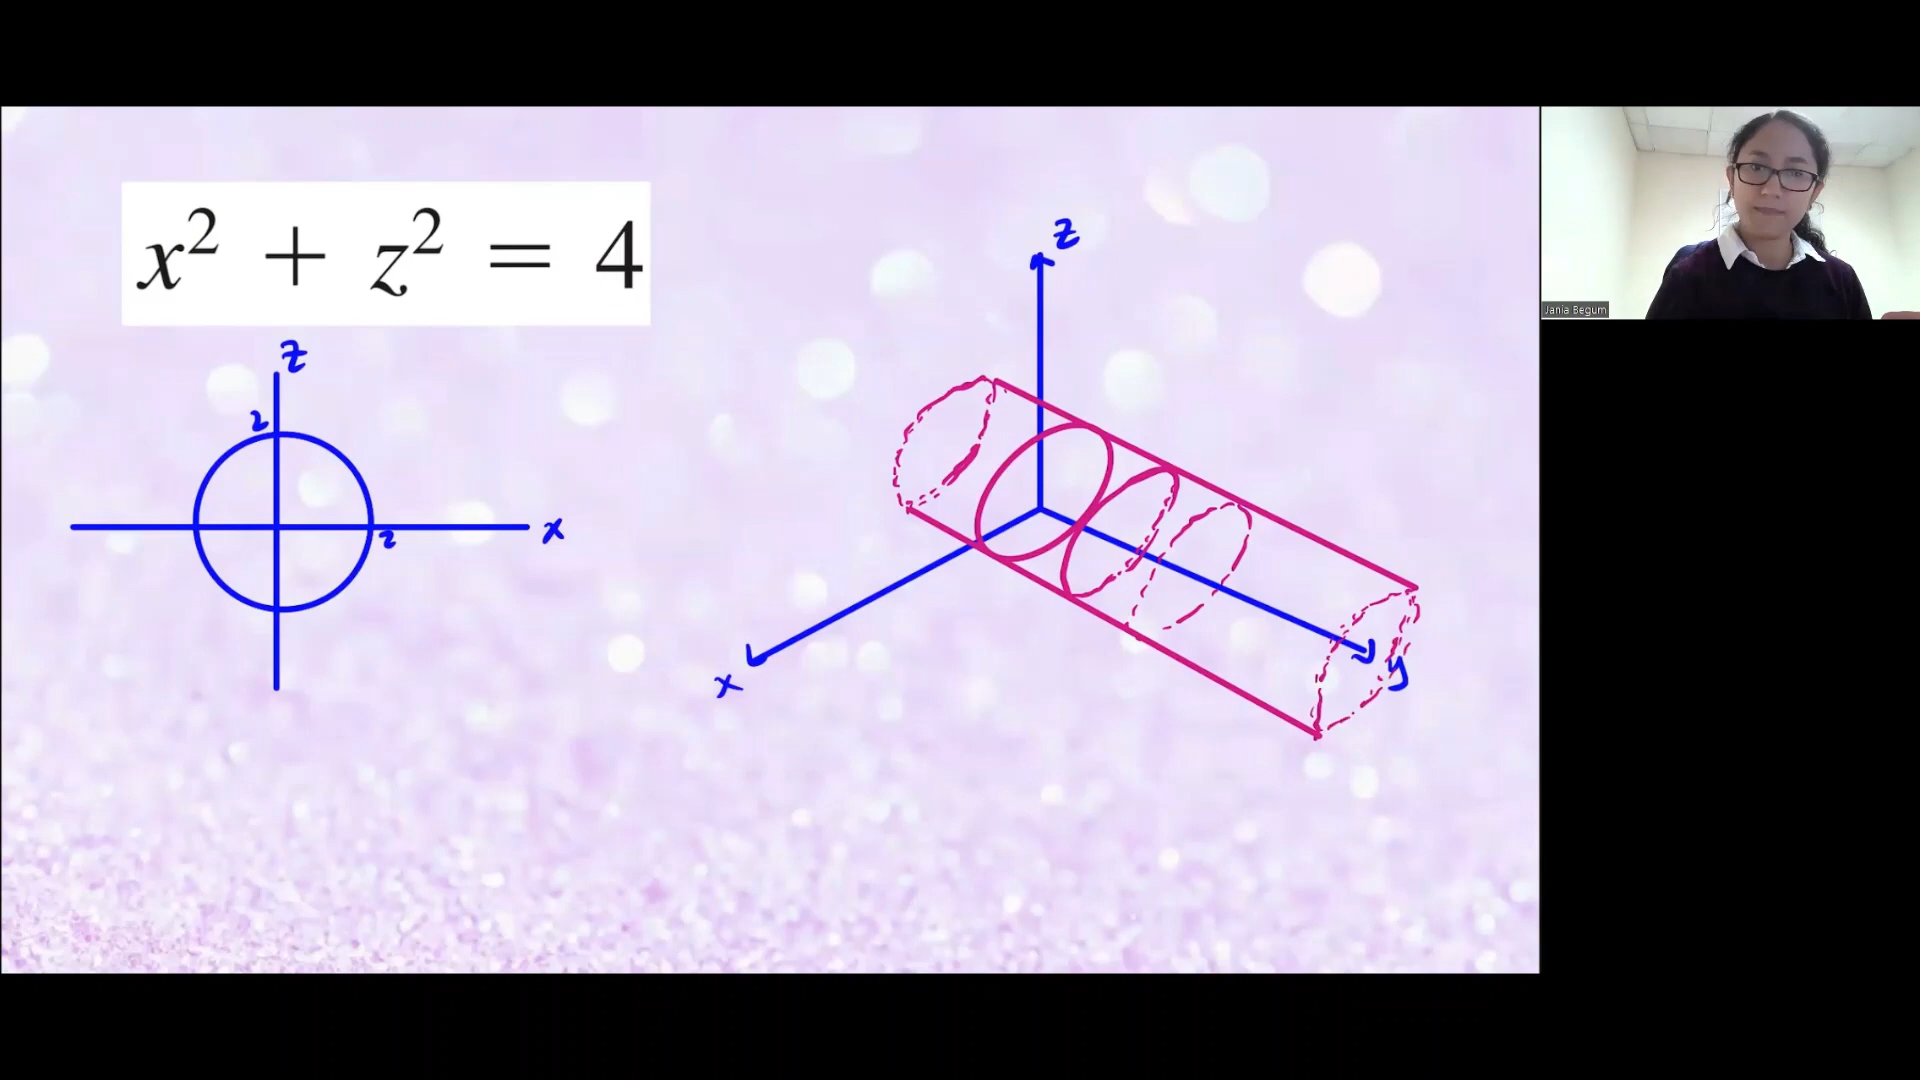 x² + z² = 4
z
2
2
x
z
x
y
Jania Begum